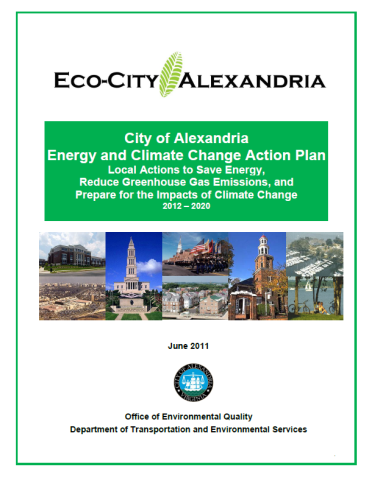 ECO-CITY ALEXANDRIA
City of Alexandria
Energy and Climate Change Action Plan
Local Actions to Save Energy,
Reduce Greenhouse Gas Emissions, and
Prepare for the Impacts of Climate Change
2012 – 2020
June 2011
CITY OF ALEXANDRIA
VIRGINIA
Office of Environmental Quality
Department of Transportation and Environmental Services